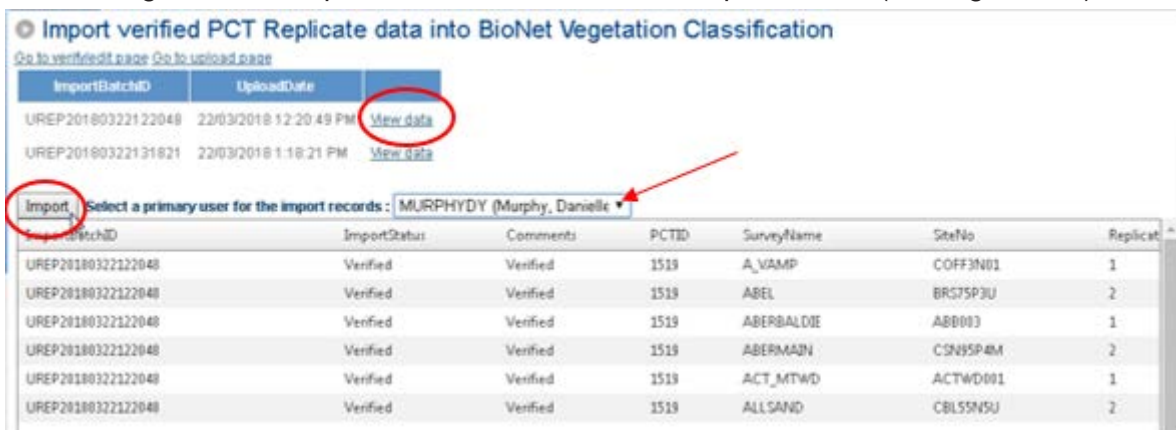 Import verified PCT Replicate data into BioNet Vegetation Classification
Go to verify/edit page Go to upload page
ImportBatchID UploadDate
UREP20180322122048 22/03/2018 12:20:49 PM View data
UREP20180322131821 22/03/2018 1:18:21 PM View data
Import Select a primary user for the import records : MURPHYDY (Murphy, Danielle
ImportBatchID ImportStatus Comments PCTID SurveyName SiteNo Replicat
UREP20180322122048 Verified Verified 1519 A_VAMP COFF3N01 1
UREP20180322122048 Verified Verified 1519 ABEL BRS75P3U 2
UREP20180322122048 Verified Verified 1519 ABERBALDIE ABB003 1
UREP20180322122048 Verified Verified 1519 ABERMAIN CSN95P4M 2
UREP20180322122048 Verified Verified 1519 ACT_MTWD ACTWD001 1
UREP20180322122048 Verified Verified 1519 ALLSAND CBL55N5U 2